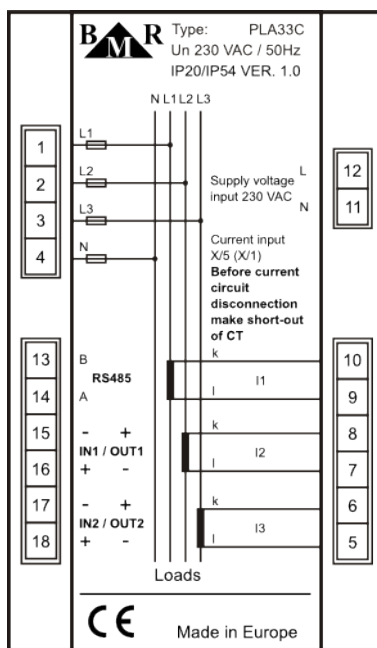 BMR
Type: PLA33C
Un 230 VAC / 50Hz
IP20/IP54 VER. 1.0
N L1 L2 L3
1
2
3
4
L1
L2
L3
N
Supply voltage
input 230 VAC
L
N
12
11
Current input
X/5 (X/1)
Before current
circuit
disconnection
make short-out
of CT
13
14
15
16
17
18
B
RS485
A
- +
IN1 / OUT1
+ -
- +
IN2 / OUT2
+ -
k
I1
l
k
I2
l
k
I3
l
10
9
8
7
6
5
Loads
CE
Made in Europe